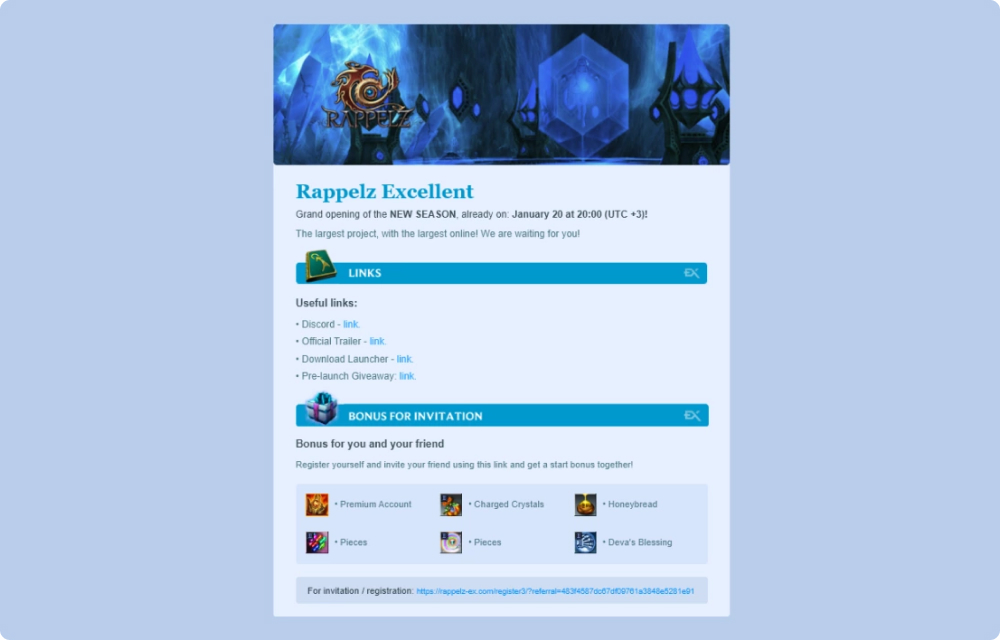 RAPPELZ
Rappelz Excellent
Grand opening of the NEW SEASON, already on: January 20 at 20:00 (UTC +3)!
The largest project, with the largest online! We are waiting for you!
LINKS
EX
Useful links:
• Discord - link.
• Official Trailer - link.
• Download Launcher - link.
• Pre-launch Giveaway: link.
BONUS FOR INVITATION
EX
Bonus for you and your friend
Register yourself and invite your friend using this link and get a start bonus together!
• Premium Account
• Charged Crystals
• Honeybread
• Pieces
• Pieces
• Deva's Blessing
For invitation / registration: https://rappelz-ex.com/register3/?referral=483f4587dc67df09761a3848e5281e91